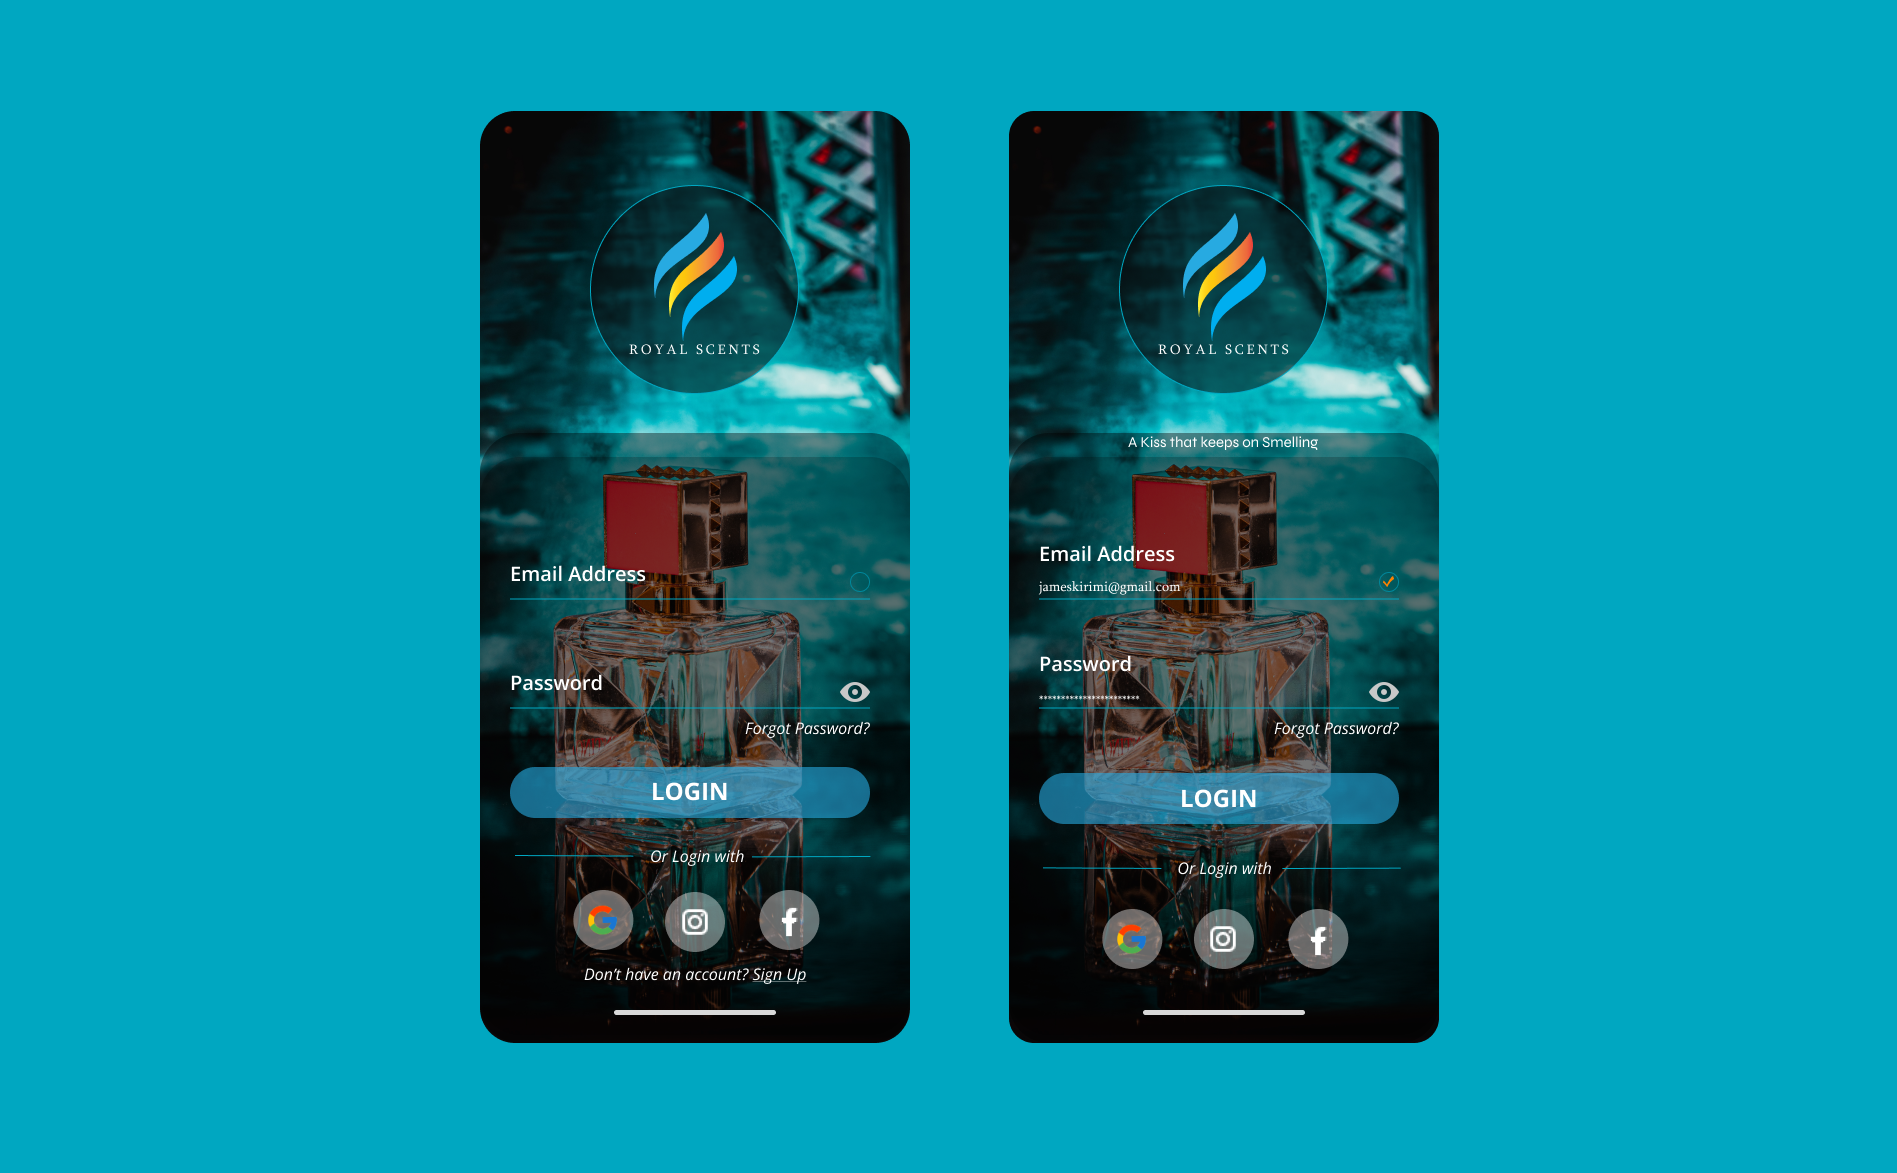 ROYAL SCENTS
Email Address
Password
Forgot Password?
LOGIN
Or Login with
Don't have an account? Sign Up
ROYAL SCENTS
A Kiss that keeps on Smelling
Email Address
jameskirimi@gmail.com
Password
***********************
Forgot Password?
LOGIN
Or Login with